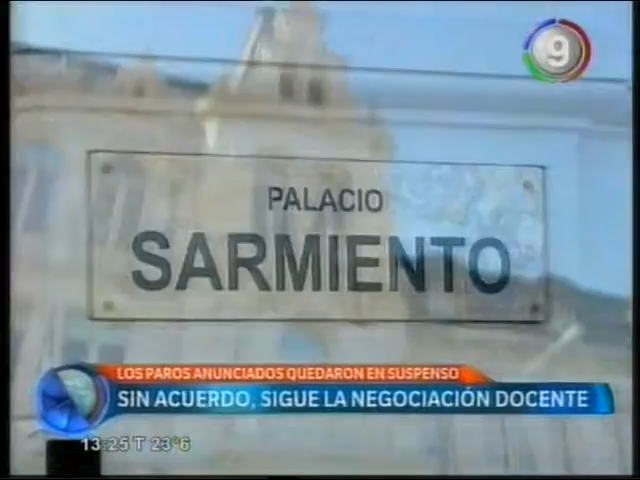 9
PALACIO
SARMIENTO
LOS PAROS ANUNCIADOS QUEDARON EN SUSPENSO
SIN ACUERDO, SIGUE LA NEGOCIACIÓN DOCENTE
13:25 T 23°6